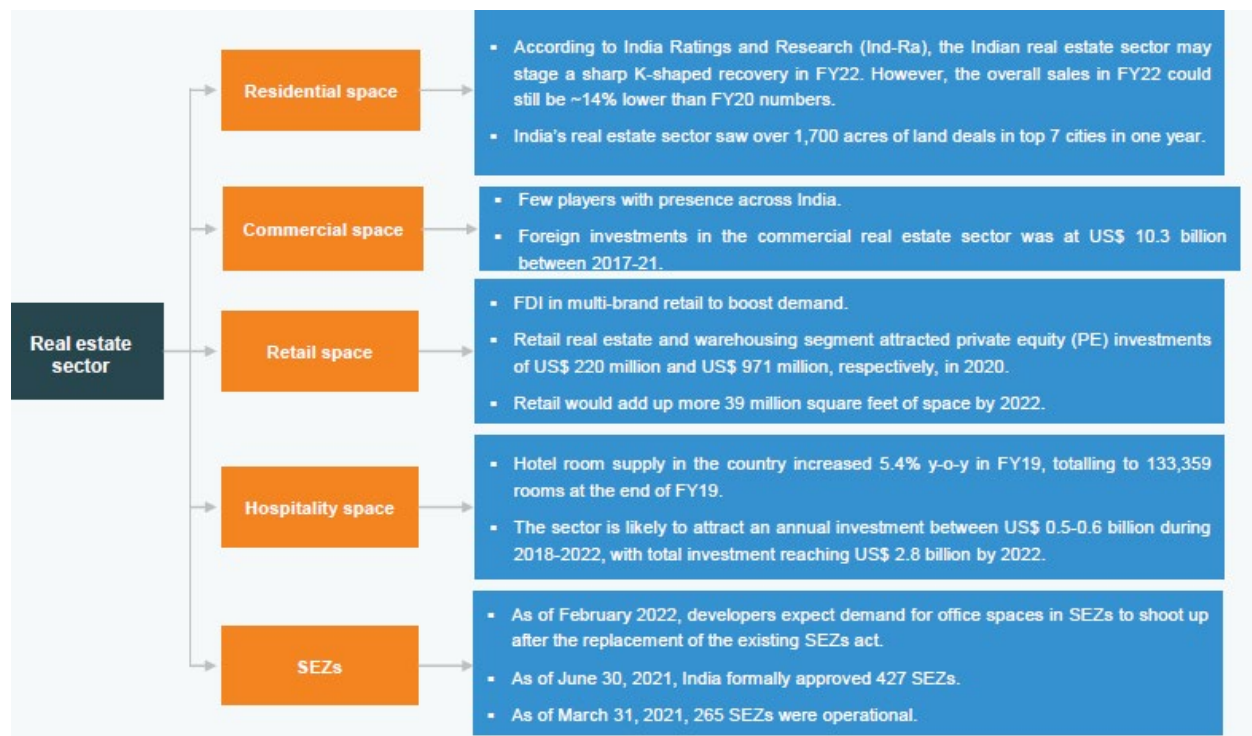 Real estate
sector
Residential space
▪ According to India Ratings and Research (Ind-Ra), the Indian real estate sector may
stage a sharp K-shaped recovery in FY22. However, the overall sales in FY22 could
still be ~14% lower than FY20 numbers.
▪ India's real estate sector saw over 1,700 acres of land deals in top 7 cities in one year.
Commercial space
▪ Few players with presence across India.
▪ Foreign investments in the commercial real estate sector was at US$ 10.3 billion
between 2017-21.
Retail space
▪ FDI in multi-brand retail to boost demand.
▪ Retail real estate and warehousing segment attracted private equity (PE) investments
of US$ 220 million and US$ 971 million, respectively, in 2020.
▪ Retail would add up more 39 million square feet of space by 2022.
Hospitality space
▪ Hotel room supply in the country increased 5.4% y-o-y in FY19, totalling to 133,359
rooms at the end of FY19.
▪ The sector is likely to attract an annual investment between US$ 0.5-0.6 billion during
2018-2022, with total investment reaching US$ 2.8 billion by 2022.
SEZs
▪ As of February 2022, developers expect demand for office spaces in SEZs to shoot up
after the replacement of the existing SEZs act.
▪ As of June 30, 2021, India formally approved 427 SEZs.
▪ As of March 31, 2021, 265 SEZs were operational.